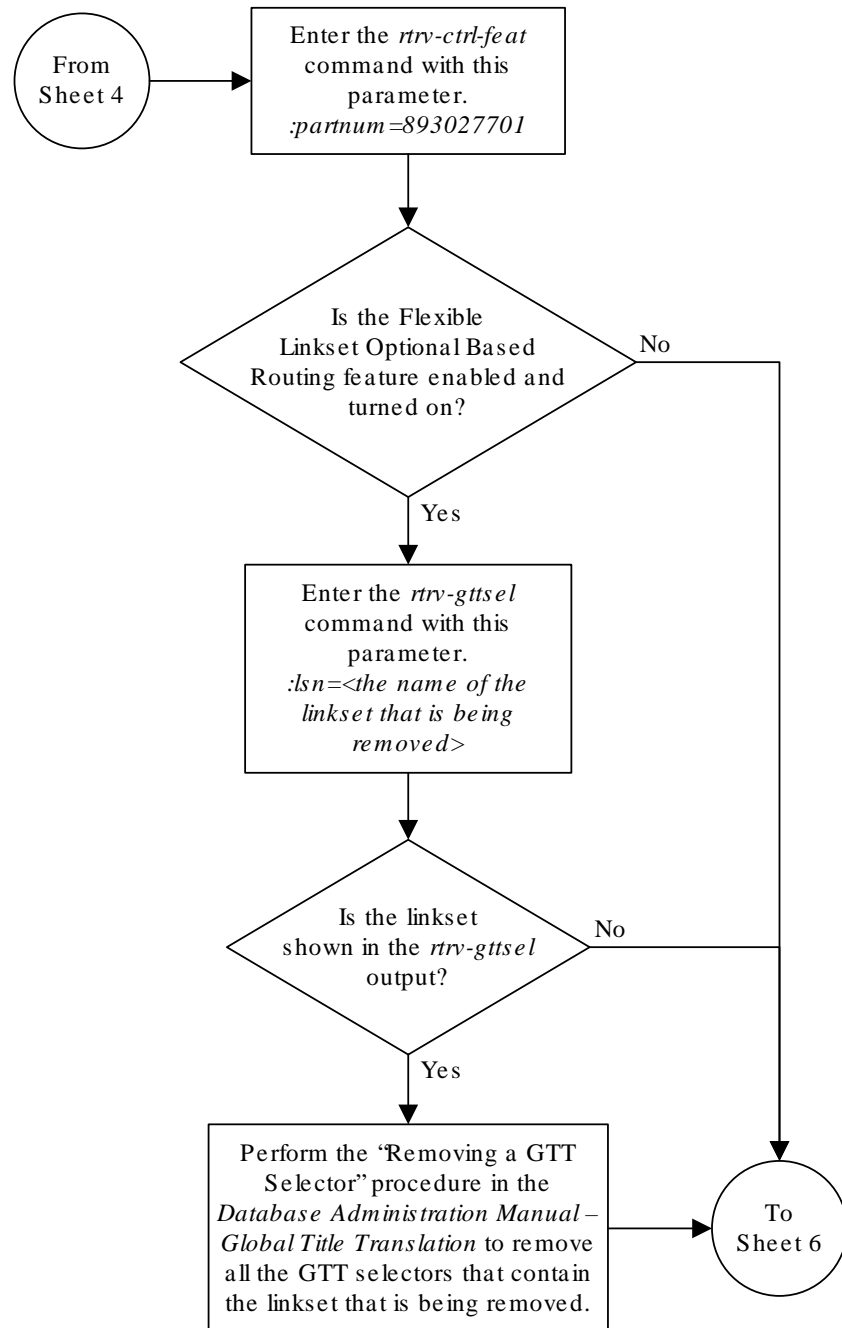 From
Sheet 4
Enter the rtrv-ctrl-feat
command with this
parameter.
:partnum=893027701
Is the Flexible
Linkset Optional Based
Routing feature enabled and
turned on?
No
Yes
Enter the rtrv-gttsel
command with this
parameter.
:lsn=<the name of the
linkset that is being
removed>
Is the linkset
shown in the rtrv-gttsel
output?
No
Yes
Perform the “Removing a GTT
Selector” procedure in the
Database Administration Manual –
Global Title Translation to remove
all the GTT selectors that contain
the linkset that is being removed.
To
Sheet 6